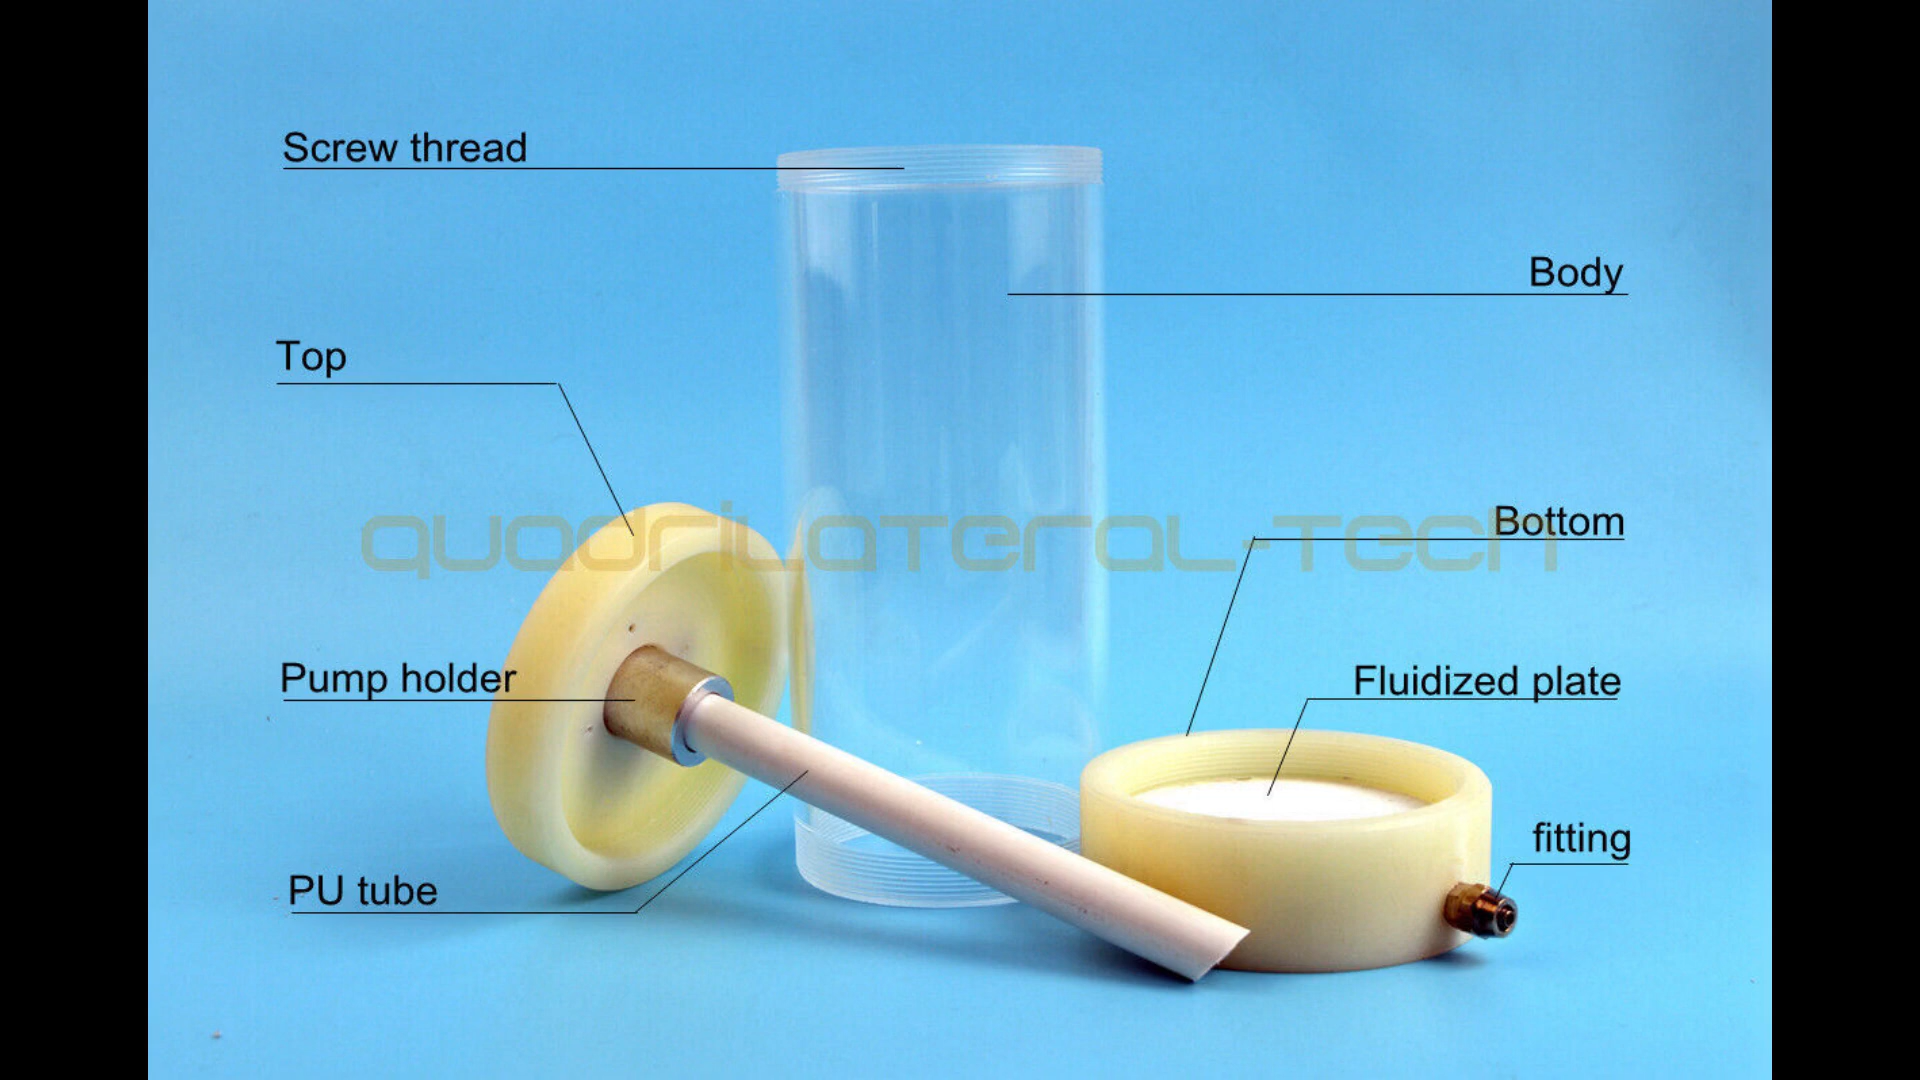 Screw thread
Body
Top
Bottom
quadrilateral-tech
Pump holder
Fluidized plate
fitting
PU tube